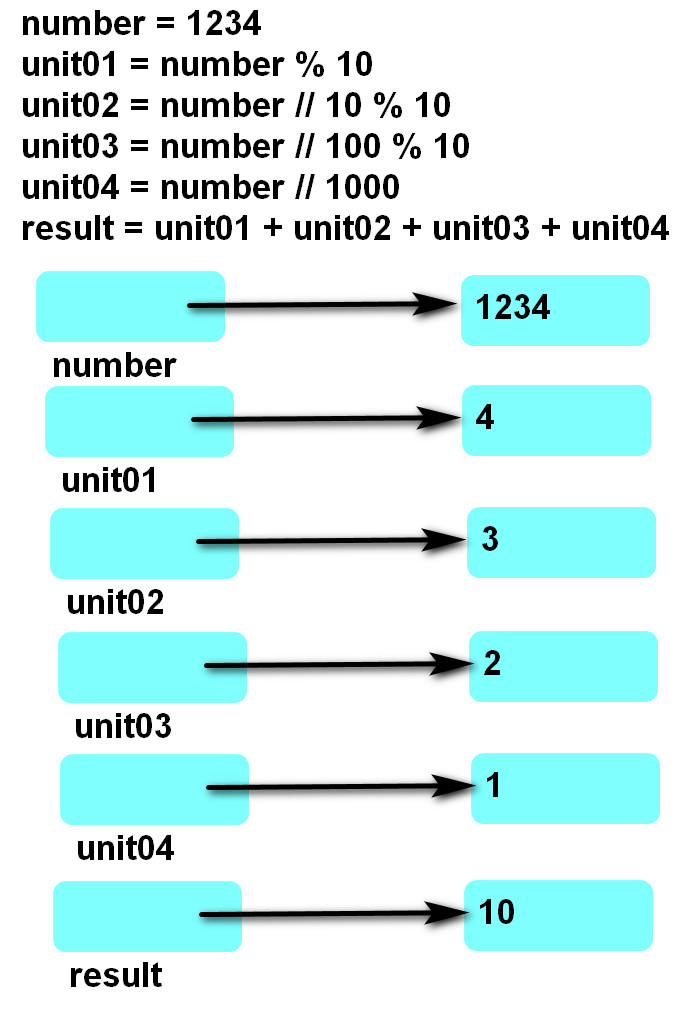 number = 1234
unit01 = number % 10
unit02 = number // 10 % 10
unit03 = number // 100 % 10
unit04 = number // 1000
result = unit01 + unit02 + unit03 + unit04
1234
number
4
unit01
3
unit02
2
unit03
1
unit04
10
result